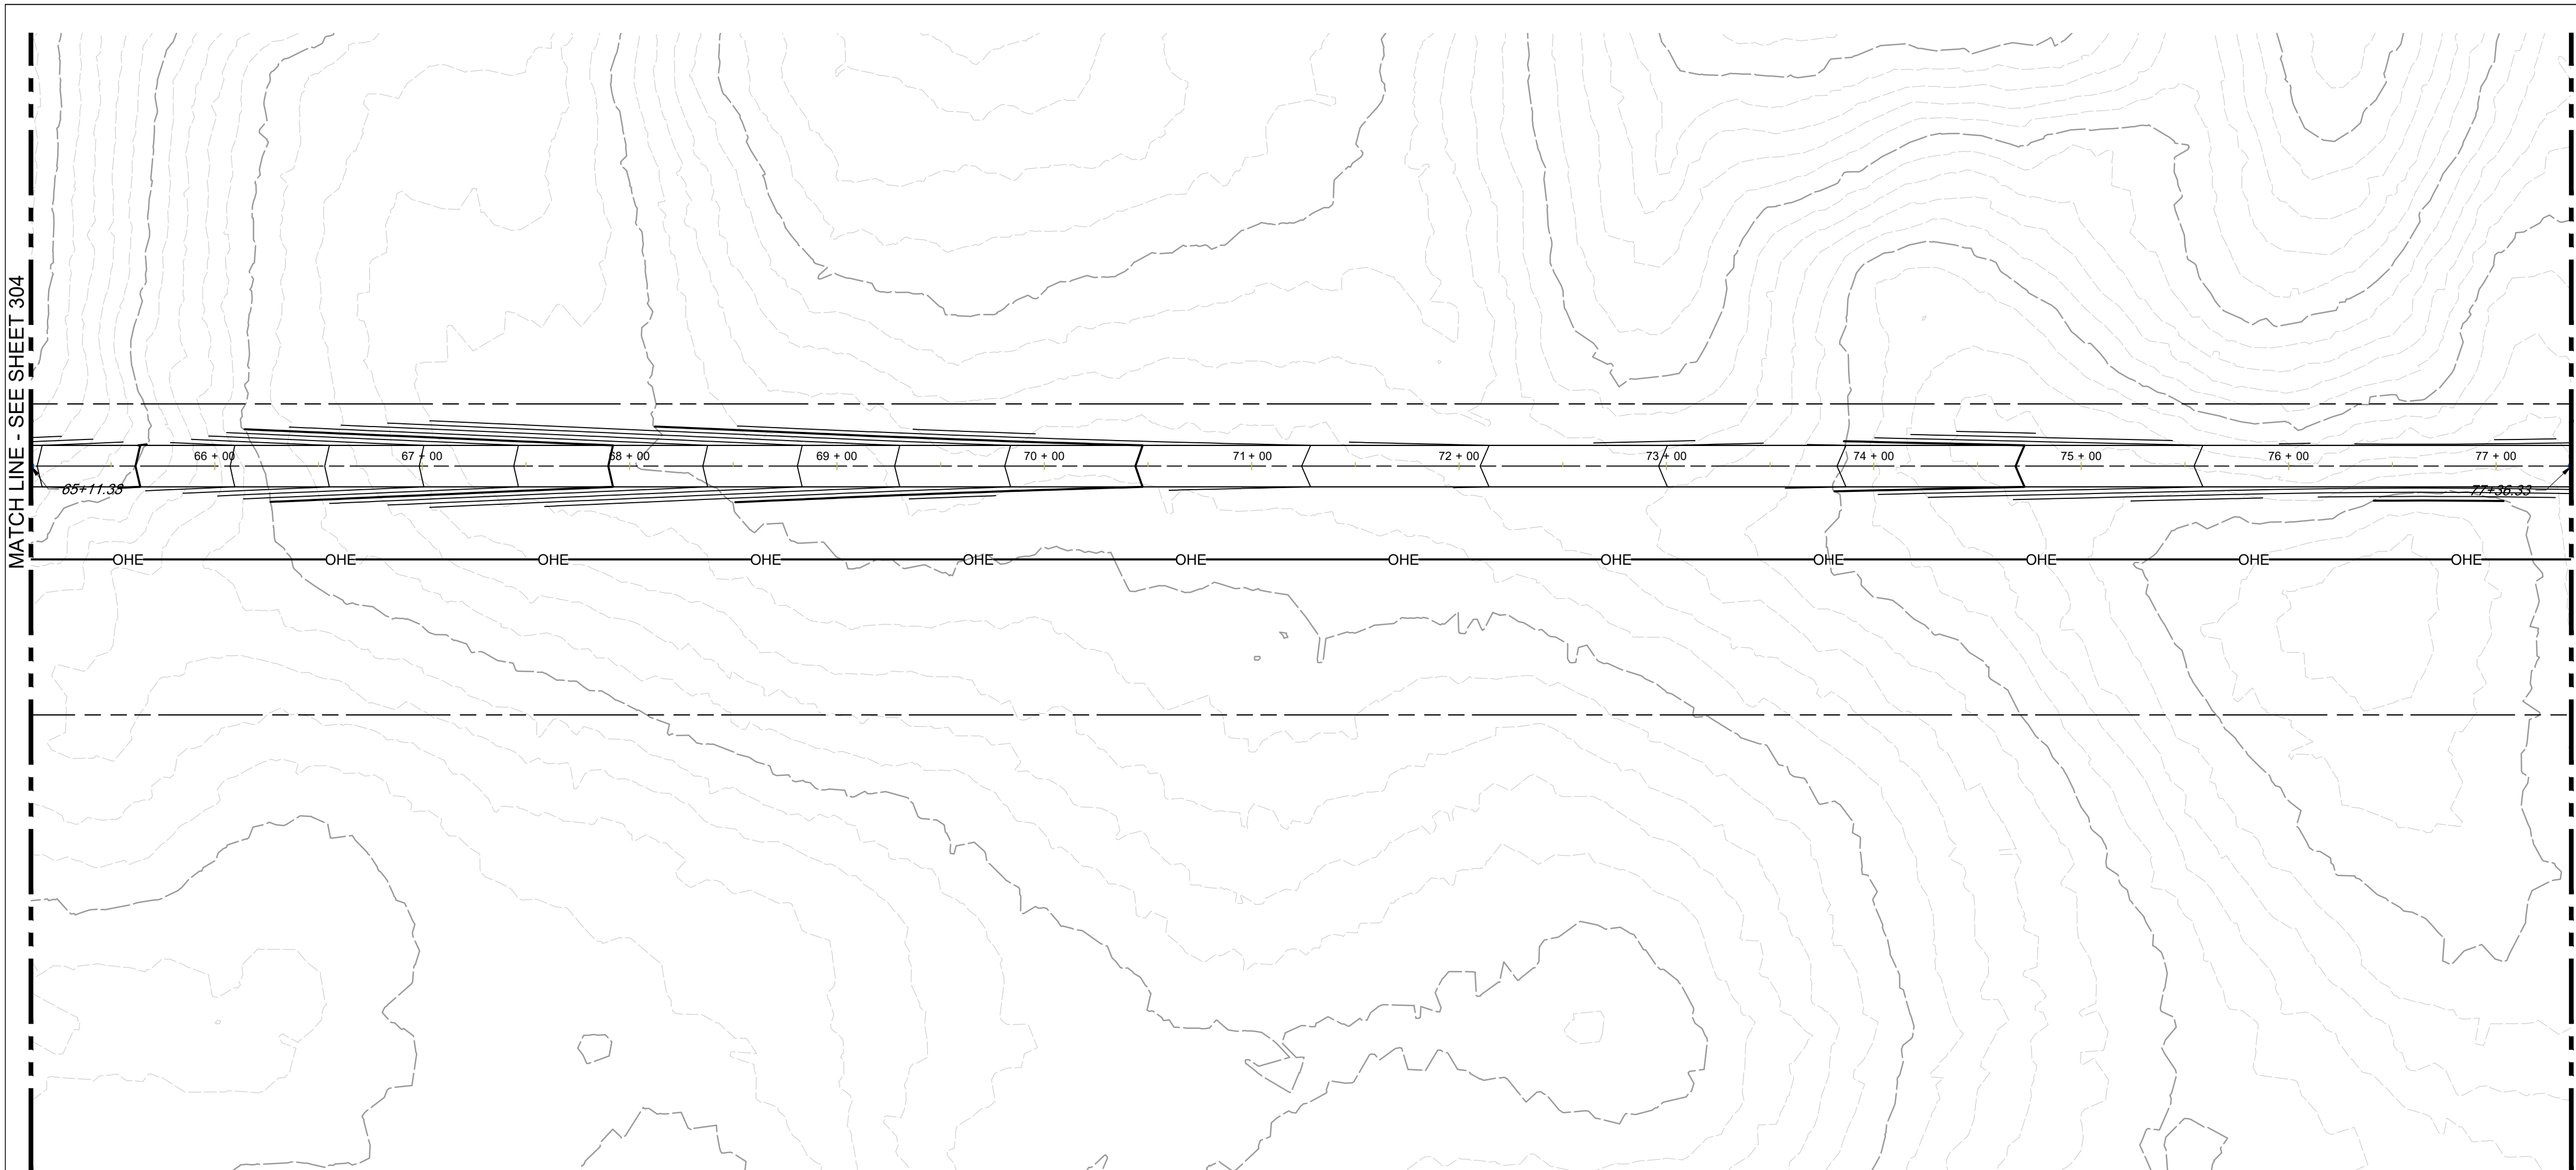 MATCH LINE - SEE SHEET 304
66 + 00 67 + 00 68 + 00 69 + 00 70 + 00 71 + 00 72 + 00 73 + 00 74 + 00 75 + 00 76 + 00 77 + 00
65+11.38 77+36.33
OHE OHE OHE OHE OHE OHE OHE OHE OHE OHE OHE OHE